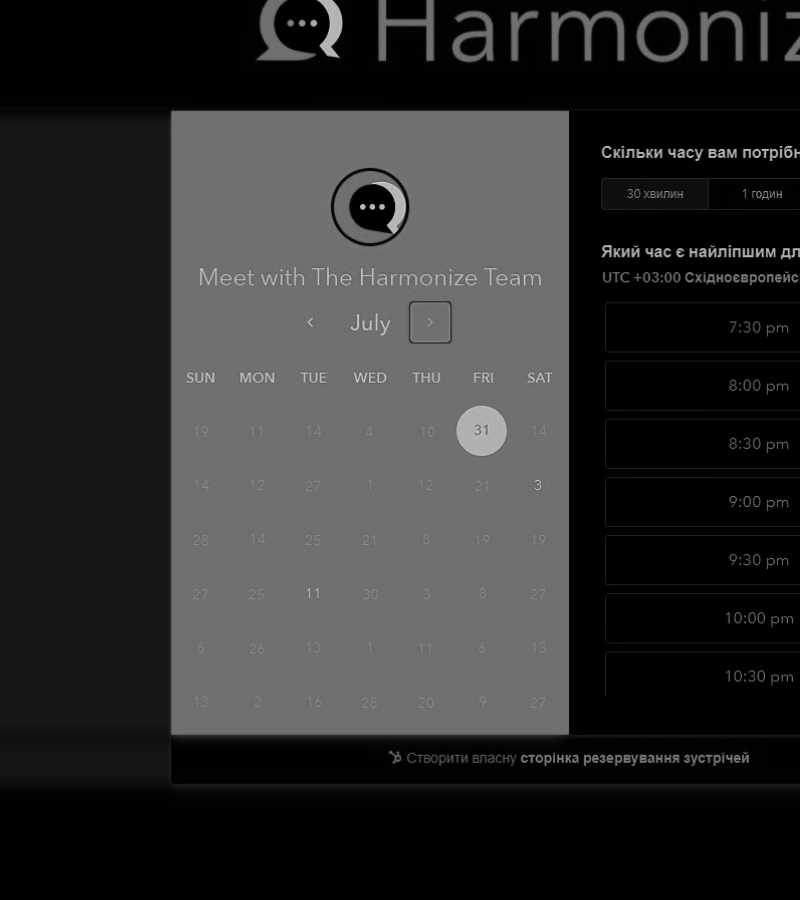 Harmoniz
Скільки часу вам потрібн
30 хвилин 1 годин
Meet with The Harmonize Team
Який час є найліпшим дл
UTC +03:00 Східноєвропейс
July
7:30 pm
8:00 pm
8:30 pm
9:00 pm
9:30 pm
10:00 pm
10:30 pm
SUN MON TUE WED THU FRI SAT
19 11 14 4 10 31 14
14 12 27 1 12 21 3
28 14 25 21 8 19 19
27 25 11 30 3 8 27
6 26 13 1 11 6 13
13 2 16 28 20 9 27
Створити власну сторінка резервування зустрічей